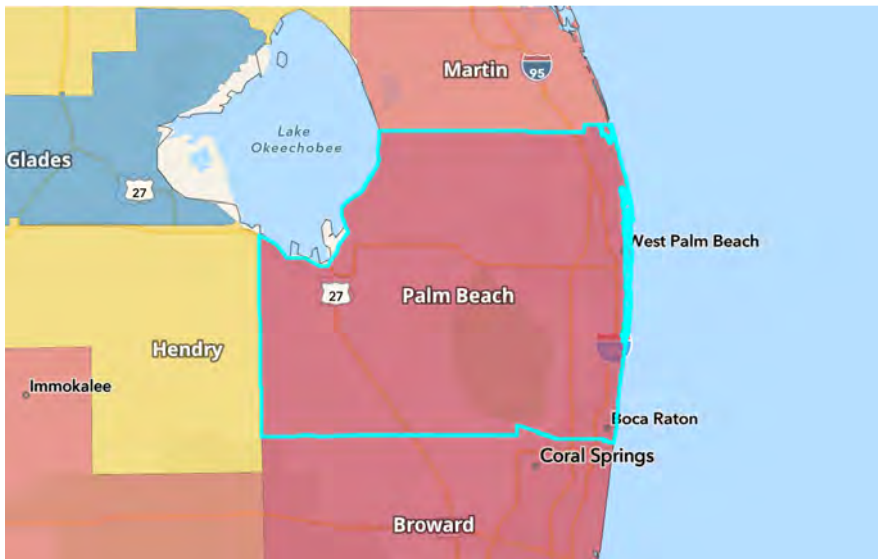 Martin
95
Lake
Okeechobee
Glades
27
West Palm Beach
27
Palm Beach
Hendry
Immokalee
Boca Raton
Coral Springs
Broward